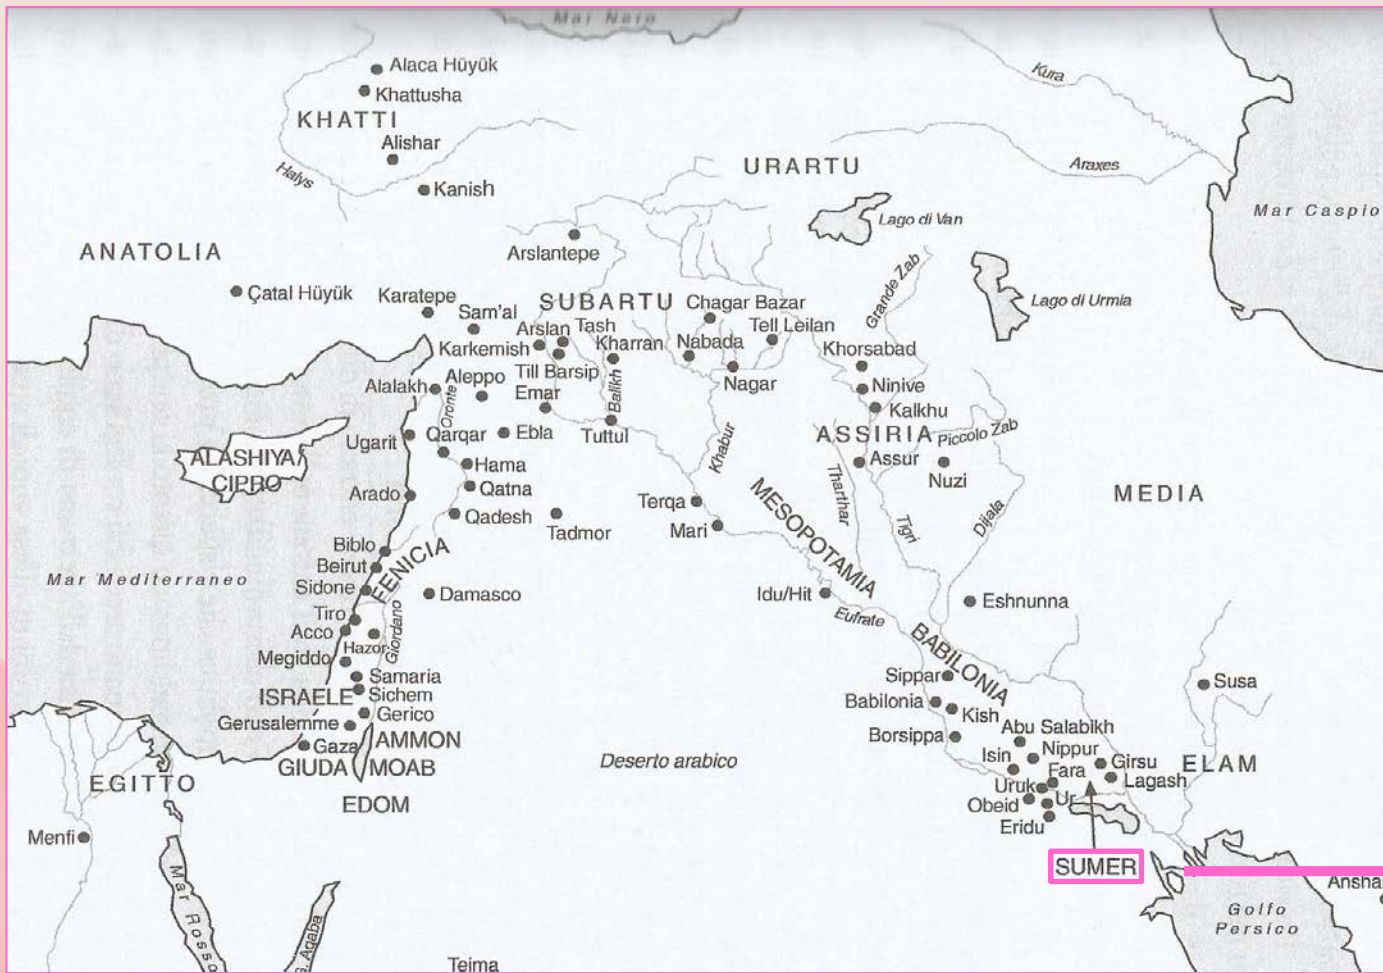 Mar Nero
Alaca Hüyük
Khattusha
KHATTI
Alishar
Halys
Kanish
Kura
URARTU
Araxes
Lago di Van
Mar Caspio
ANATOLIA
Arslantepe
Grande Zab
Lago di Urmia
Çatal Hüyük
Karatepe
SUBARTU
Chagar Bazar
Sam'al
Arslan Tash
Tell Leilan
Karkemish
Kharran
Nabada
Khorsabad
Till Barsip
Alalakh
Aleppo
Emar
Balikh
Nagar
Ninive
Oronte
Kalkhu
Ugarit
Qarqar
Ebla
Tuttul
ASSIRIA
Piccolo Zab
ALASHIYA/
CIPRO
Hama
Khabur
Assur
Nuzi
Arado
Qatna
Terqa
MESOPOTAMIA
Tharthar
MEDIA
Qadesh
Tadmor
Mari
Tigri
Dijala
Biblo
Beirut
FENICIA
Mar Mediterraneo
Sidone
Damasco
Idu/Hit
Eshnunna
Tiro
Eufrate
Acco
Hazor
Giordano
BABILONIA
Megiddo
Samaria
Sippar
Susa
ISRAELE
Sichem
Babilonia
Kish
Gerusalemme
Gerico
Borsippa
Abu Salabikh
Gaza
AMMON
Nippur
GIUDA
MOAB
Deserto arabico
Isin
Fara
Girsu
ELAM
EGITTO
Uruk
Lagash
EDOM
Obeid
Ur
Menfi
Eridu
SUMER
Mar Rosso
Ansha
G. Aqaba
Golfo
Persico
Teima